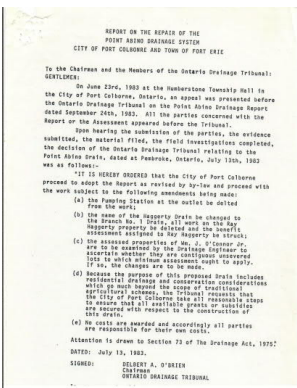 REPORT ON THE REPAIR OF THE
POINT ABINO DRAINAGE SYSTEM
CITY OF PORT COLBORNE AND TOWN OF FORT ERIE
To the Chairman and the Members of the Ontario Drainage Tribunal:
GENTLEMEN:
On June 23rd, 1983 at the Humberstone Township Hall in
the City of Port Colborne, Ontario, an appeal was presented before
the Ontario Drainage Tribunal on the Point Abino Drainage Report
dated September 24th, 1983. All the parties concerned with the
Report or the Assessment appeared before the Tribunal.
Upon hearing the submission of the parties, the evidence
submitted, the material filed, the field investigations completed,
the decision of the Ontario Drainage Tribunal relating to the
Point Abino Drain, dated at Pembroke, Ontario, July 13th, 1983
was as follows:-
"IT IS HEREBY ORDERED that the City of Port Colborne
proceed to adopt the Report as revised by by-law and proceed with
the work subject to the following amendments being made:
(a) the Pumping Station at the outlet be delted
from the work;
(b) the name of the Haggerty Drain be changed to
the Branch No. 1 Drain, all work on the Ray
Haggerty property be deleted and the benefit
assessment assigned to Ray Haggerty be struck;
(c) the assessed properties of Wm. J. O'Connor Jr.
are to be examined by the Drainage Engineer to
ascertain whether they are contiguous unsevered
lots to which minimum assessment ought to apply.
If so, the changes are to be made.
(d) Because the purpose of this proposed Drain includes
residential drainage and conservation considerations
which go much beyond the scope of traditional
agricultural schemes, the Tribunal requests that
the City of Port Colborne take all reasonable steps
to ensure that all available grants or subsidies
are secured with respect to the construction of
this drain.
(e) No costs are awarded and accordingly all parties
are responsible for their own costs.
Attention is drawn to Section 73 of The Drainage Act, 1975.
DATED: July 13, 1983.
SIGNED: DELBERT A. O'BRIEN
Chairman
ONTARIO DRAINAGE TRIBUNAL